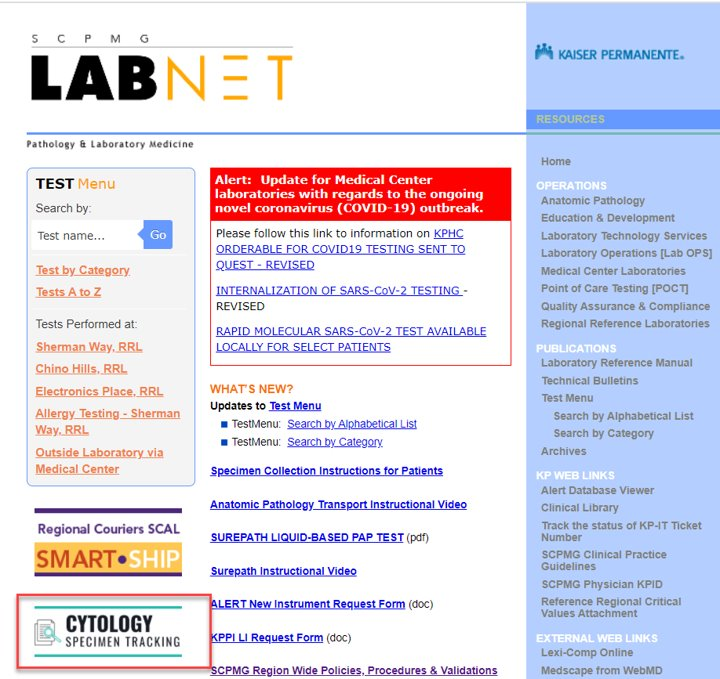 S C P M G
LABNET
Pathology & Laboratory Medicine
TEST Menu
Search by:
Test name...
Go
Test by Category
Tests A to Z
Tests Performed at:
Sherman Way, RRL
Chino Hills, RRL
Electronics Place, RRL
Allergy Testing - Sherman
Way, RRL
Outside Laboratory via
Medical Center
Regional Couriers SCAL
SMART•SHIP
CYTOLOGY
SPECIMEN TRACKING
Alert: Update for Medical Center
laboratories with regards to the ongoing
novel coronavirus (COVID-19) outbreak.
Please follow this link to information on KPHC
ORDERABLE FOR COVID19 TESTING SENT TO
QUEST - REVISED
INTERNALIZATION OF SARS-CoV-2 TESTING -
REVISED
RAPID MOLECULAR SARS-CoV-2 TEST AVAILABLE
LOCALLY FOR SELECT PATIENTS
WHAT'S NEW?
Updates to Test Menu
TestMenu: Search by Alphabetical List
TestMenu: Search by Category
Specimen Collection Instructions for Patients
Anatomic Pathology Transport Instructional Video
SUREPATH LIQUID-BASED PAP TEST (pdf)
Surepath Instructional Video
ALERT New Instrument Request Form (doc)
KPPI LI Request Form (doc)
SCPMG Region Wide Policies, Procedures & Validations
KAISER PERMANENTE®
RESOURCES
Home
OPERATIONS
Anatomic Pathology
Education & Development
Laboratory Technology Services
Laboratory Operations [Lab OPS]
Medical Center Laboratories
Point of Care Testing [POCT]
Quality Assurance & Compliance
Regional Reference Laboratories
PUBLICATIONS
Laboratory Reference Manual
Technical Bulletins
Test Menu
Search by Alphabetical List
Search by Category
Archives
KP WEB LINKS
Alert Database Viewer
Clinical Library
Track the status of KP-IT Ticket
Number
SCPMG Clinical Practice
Guidelines
SCPMG Physician KPID
Reference Regional Critical
Values Attachment
EXTERNAL WEB LINKS
Lexi-Comp Online
Medscape from WebMD